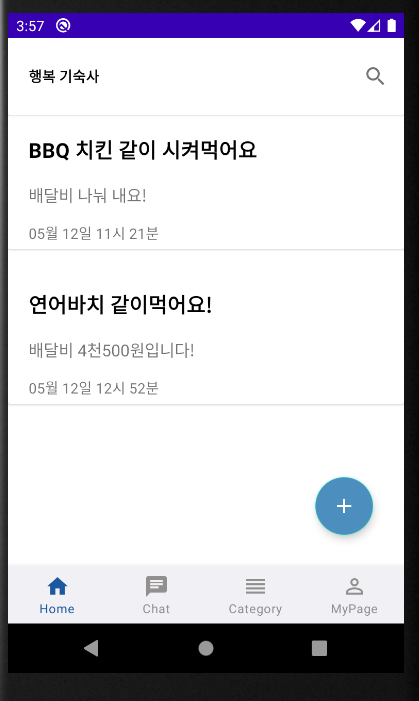 3:57
행복 기숙사
BBQ 치킨 같이 시켜먹어요
배달비 나눠 내요!
05월 12일 11시 21분
연어바치 같이먹어요!
배달비 4천500원입니다!
05월 12일 12시 52분
Home Chat Category MyPage